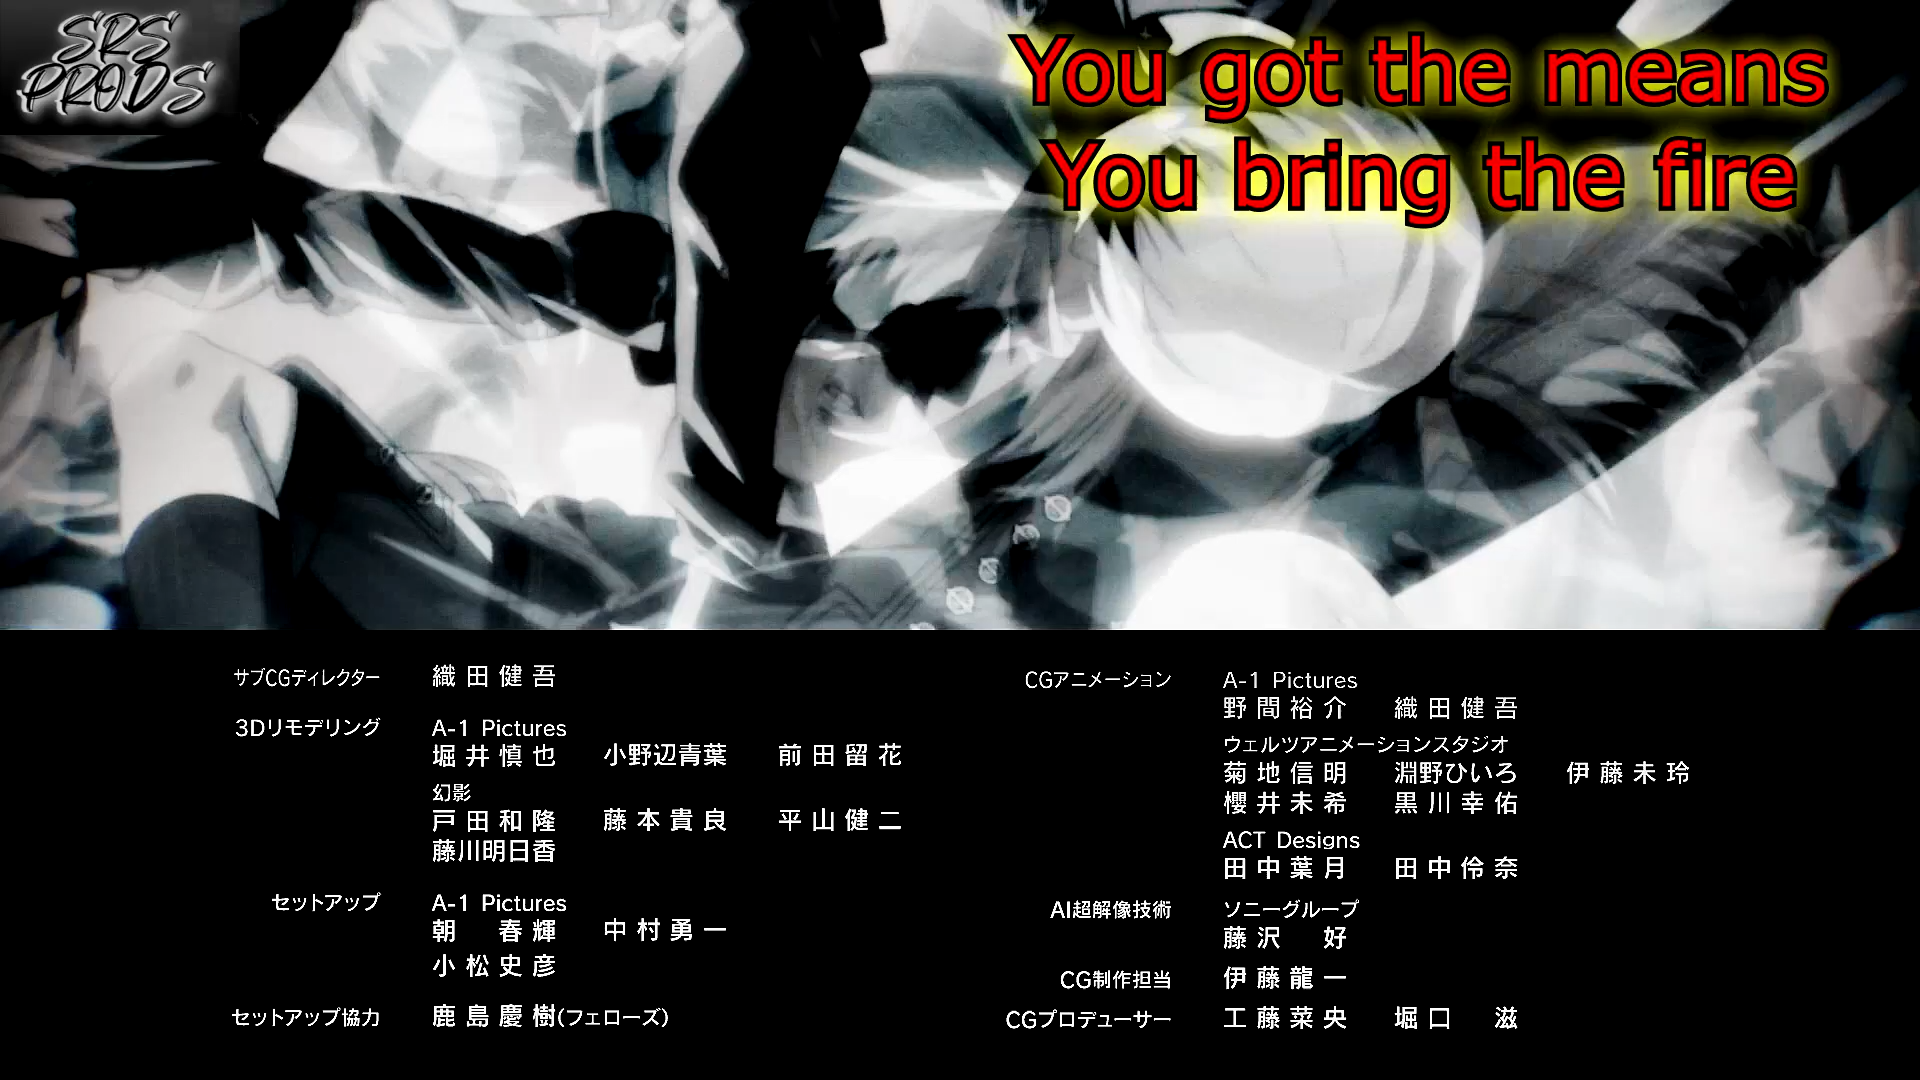 SRS
PRODS
You got the means
You bring the fire
サブCGディレクター 織田健吾
3Dリモデリング A-1 Pictures
堀井慎也 小野辺青葉 前田留花
幻影
戸田和隆 藤本貴良 平山健二
藤川明日香
セットアップ A-1 Pictures
朝 春輝 中村勇一
小松史彦
セットアップ協力 鹿島慶樹(フェローズ)
CGアニメーション A-1 Pictures
野間裕介 織田健吾
ウェルツアニメーションスタジオ
菊地信明 淵野ひいろ 伊藤未玲
櫻井未希 黒川幸佑
ACT Designs
田中葉月 田中伶奈
AI超解像技術 ソニーグループ
藤沢 好
CG制作担当 伊藤龍一
CGプロデューサー 工藤菜央 堀口 滋